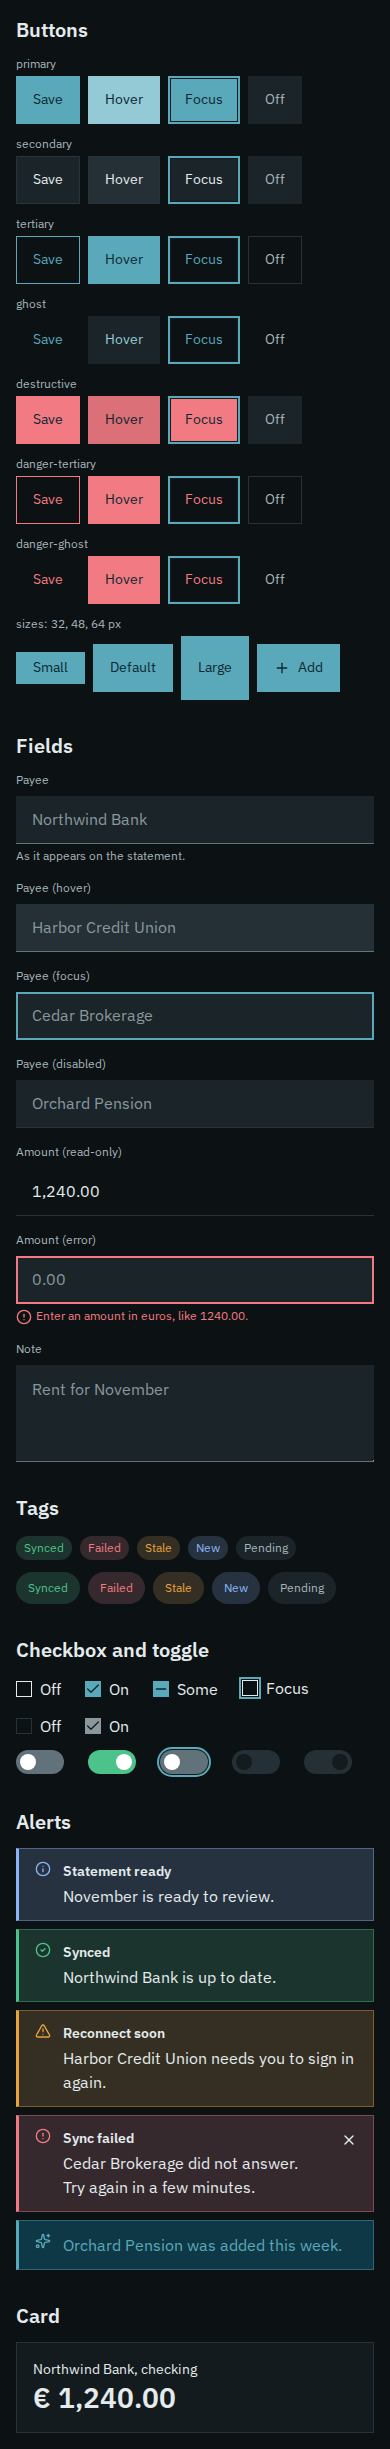 Buttons
primary
Save Hover Focus Off
secondary
Save Hover Focus Off
tertiary
Save Hover Focus Off
ghost
Save Hover Focus Off
destructive
Save Hover Focus Off
danger-tertiary
Save Hover Focus Off
danger-ghost
Save Hover Focus Off
sizes: 32, 48, 64 px
Small Default Large Add
Fields
Payee
Northwind Bank
As it appears on the statement.
Payee (hover)
Harbor Credit Union
Payee (focus)
Cedar Brokerage
Payee (disabled)
Orchard Pension
Amount (read-only)
1,240.00
Amount (error)
0.00
Enter an amount in euros, like 1240.00.
Note
Rent for November
Tags
Synced Failed Stale New Pending
Synced Failed Stale New Pending
Checkbox and toggle
Off On Some Focus
Off On
Alerts
Statement ready
November is ready to review.
Synced
Northwind Bank is up to date.
Reconnect soon
Harbor Credit Union needs you to sign in
again.
Sync failed
Cedar Brokerage did not answer.
Try again in a few minutes.
Orchard Pension was added this week.
Card
Northwind Bank, checking
€ 1,240.00